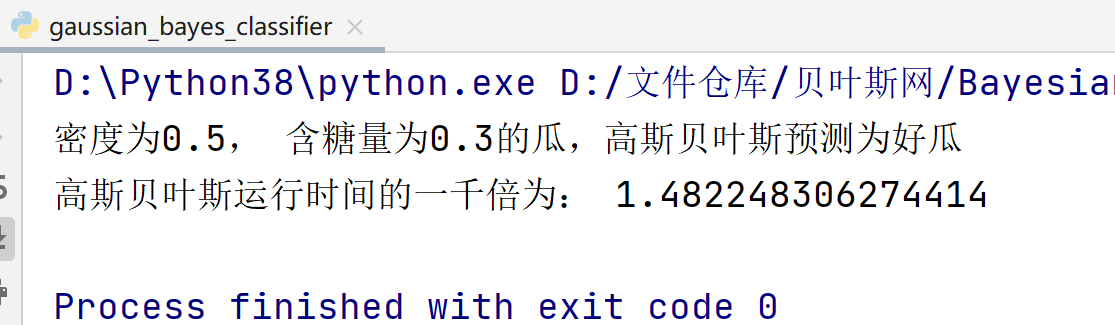 gaussian_bayes_classifier
D:\Python38\python.exe D:/文件仓库/贝叶斯网/Bayesian
密度为0.5， 含糖量为0.3的瓜，高斯贝叶斯预测为好瓜
高斯贝叶斯运行时间的一千倍为： 1.482248306274414
Process finished with exit code 0